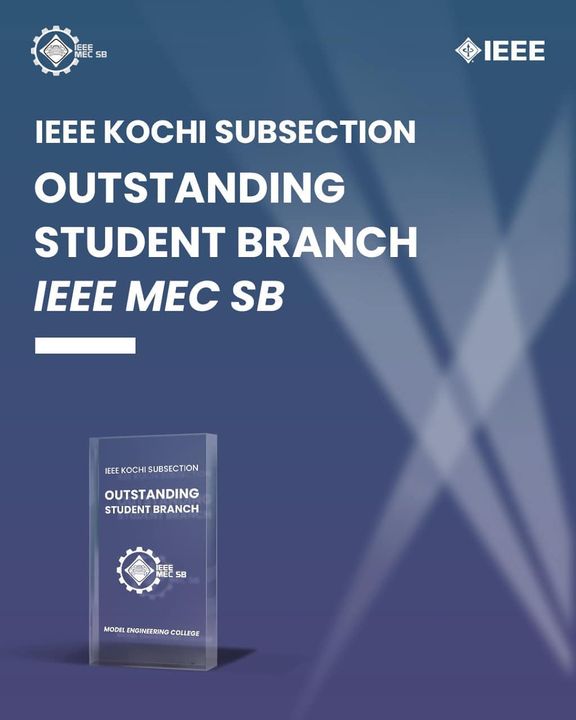 IEEE
MEC SB
IEEE
IEEE KOCHI SUBSECTION
OUTSTANDING
STUDENT BRANCH
IEEE MEC SB
IEEE KOCHI SUBSECTION
OUTSTANDING
STUDENT BRANCH
IEEE
MEC SB
MODEL ENGINEERING COLLEGE